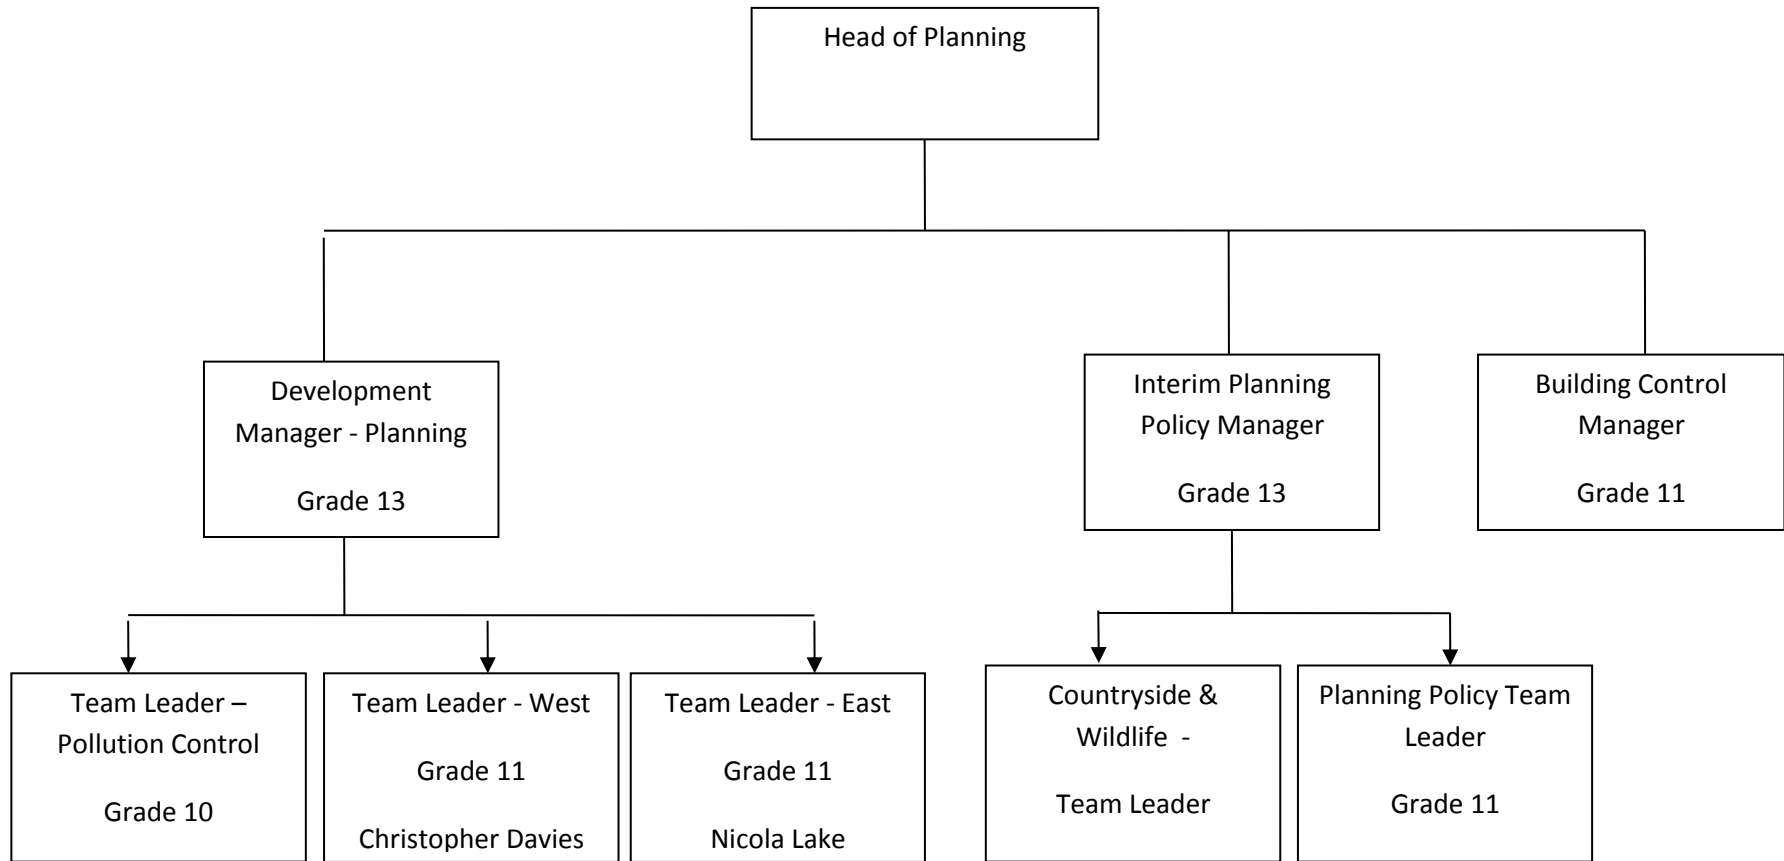 Head of Planning
Development
Manager - Planning
Grade 13
Interim Planning
Policy Manager
Grade 13
Building Control
Manager
Grade 11
Team Leader –
Pollution Control
Grade 10
Team Leader - West
Grade 11
Christopher Davies
Team Leader - East
Grade 11
Nicola Lake
Countryside &
Wildlife -
Team Leader
Planning Policy Team
Leader
Grade 11